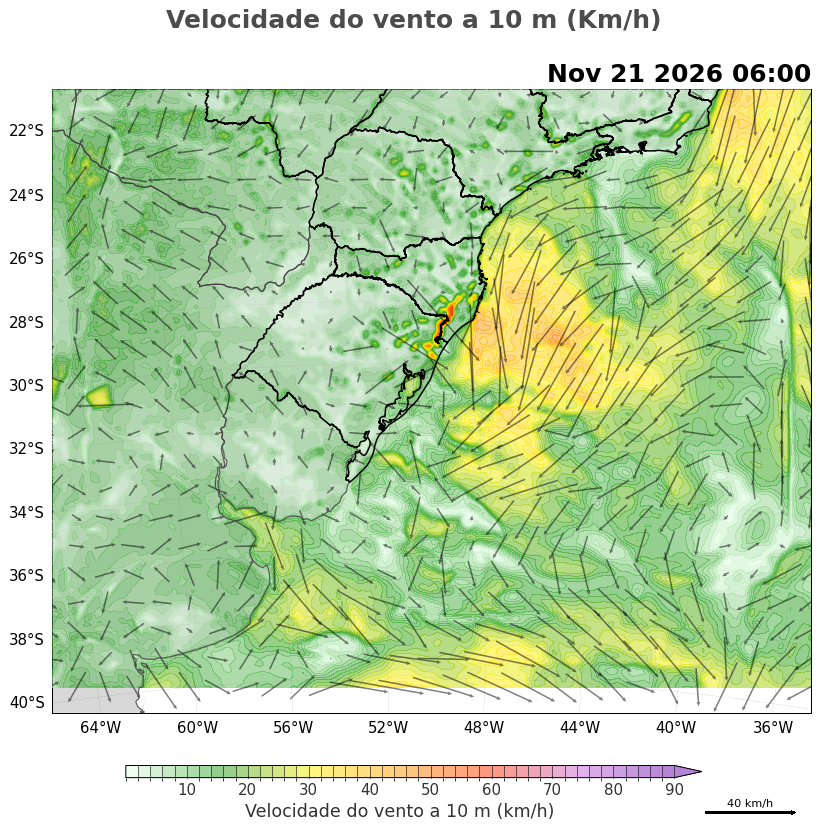 Velocidade do vento a 10 m (Km/h)
Nov 21 2026 06:00
22°S
24°S
26°S
28°S
30°S
32°S
34°S
36°S
38°S
40°S
64°W 60°W 56°W 52°W 48°W 44°W 40°W 36°W
10 20 30 40 50 60 70 80 90
Velocidade do vento a 10 m (km/h)
40 km/h